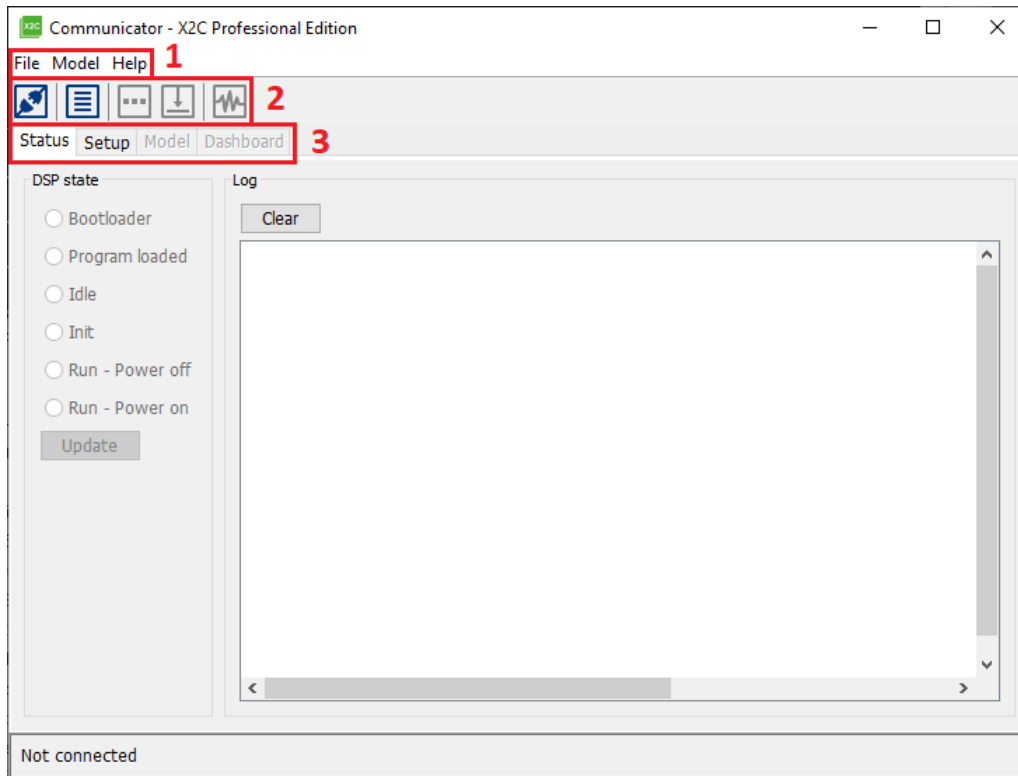 X2C Communicator - X2C Professional Edition
File Model Help 1
2
Status Setup Model Dashboard 3
DSP state
Log
Bootloader
Clear
Program loaded
Idle
Init
Run - Power off
Run - Power on
Update
Not connected